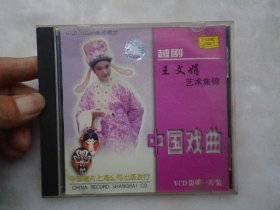 越剧
王文娟
艺术集锦
中国戏曲
中国唱片上海公司出版发行
CHINA RECORD SHANGHAI CO.
VCD 影碟一片装